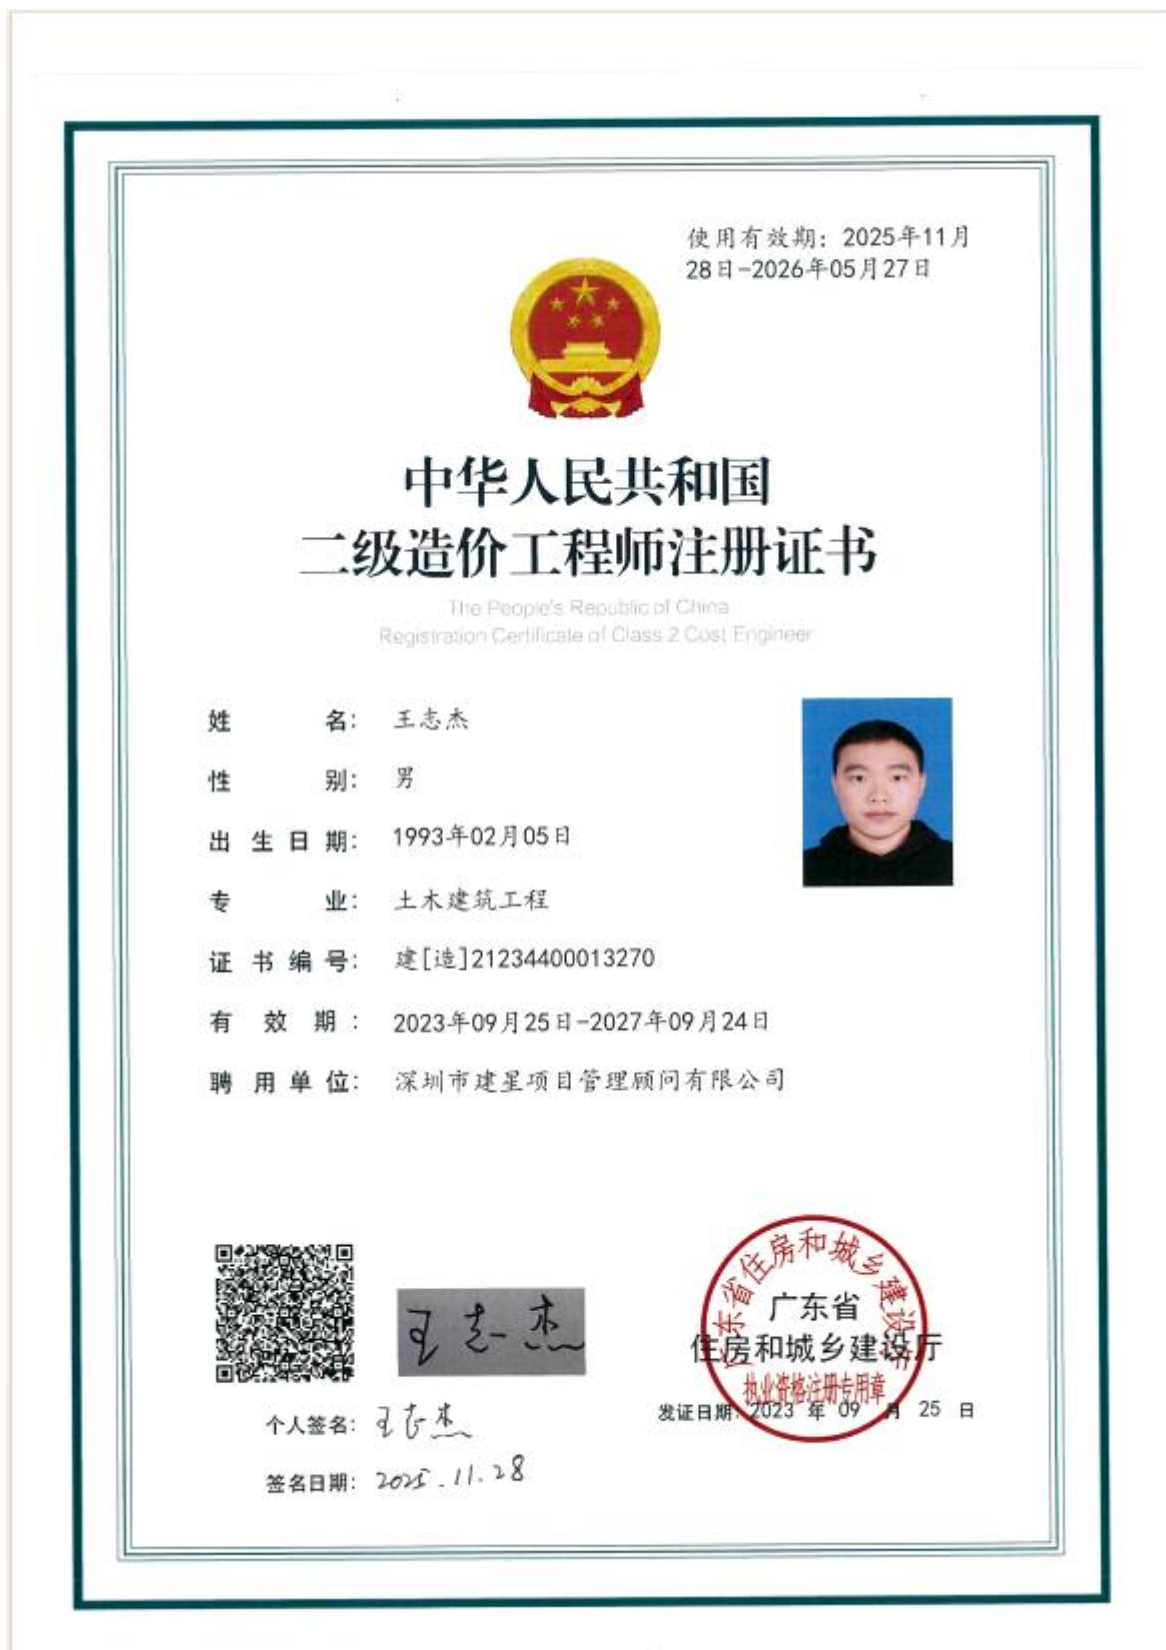 使用有效期：2025年11月
28日-2026年05月27日
中华人民共和国
二级造价工程师注册证书
The People's Republic of China
Registration Certificate of Class 2 Cost Engineer
姓名：王志杰
性别：男
出生日期：1993年02月05日
专业：土木建筑工程
证书编号：建[造]21234400013270
有效期：2023年09月25日-2027年09月24日
聘用单位：深圳市建星项目管理顾问有限公司
王志杰
广东省住房和城乡建设厅
广东省
住房和城乡建设厅
执业资格注册专用章
个人签名：王志杰
发证日期：2023年09月25日
签名日期：2025.11.28